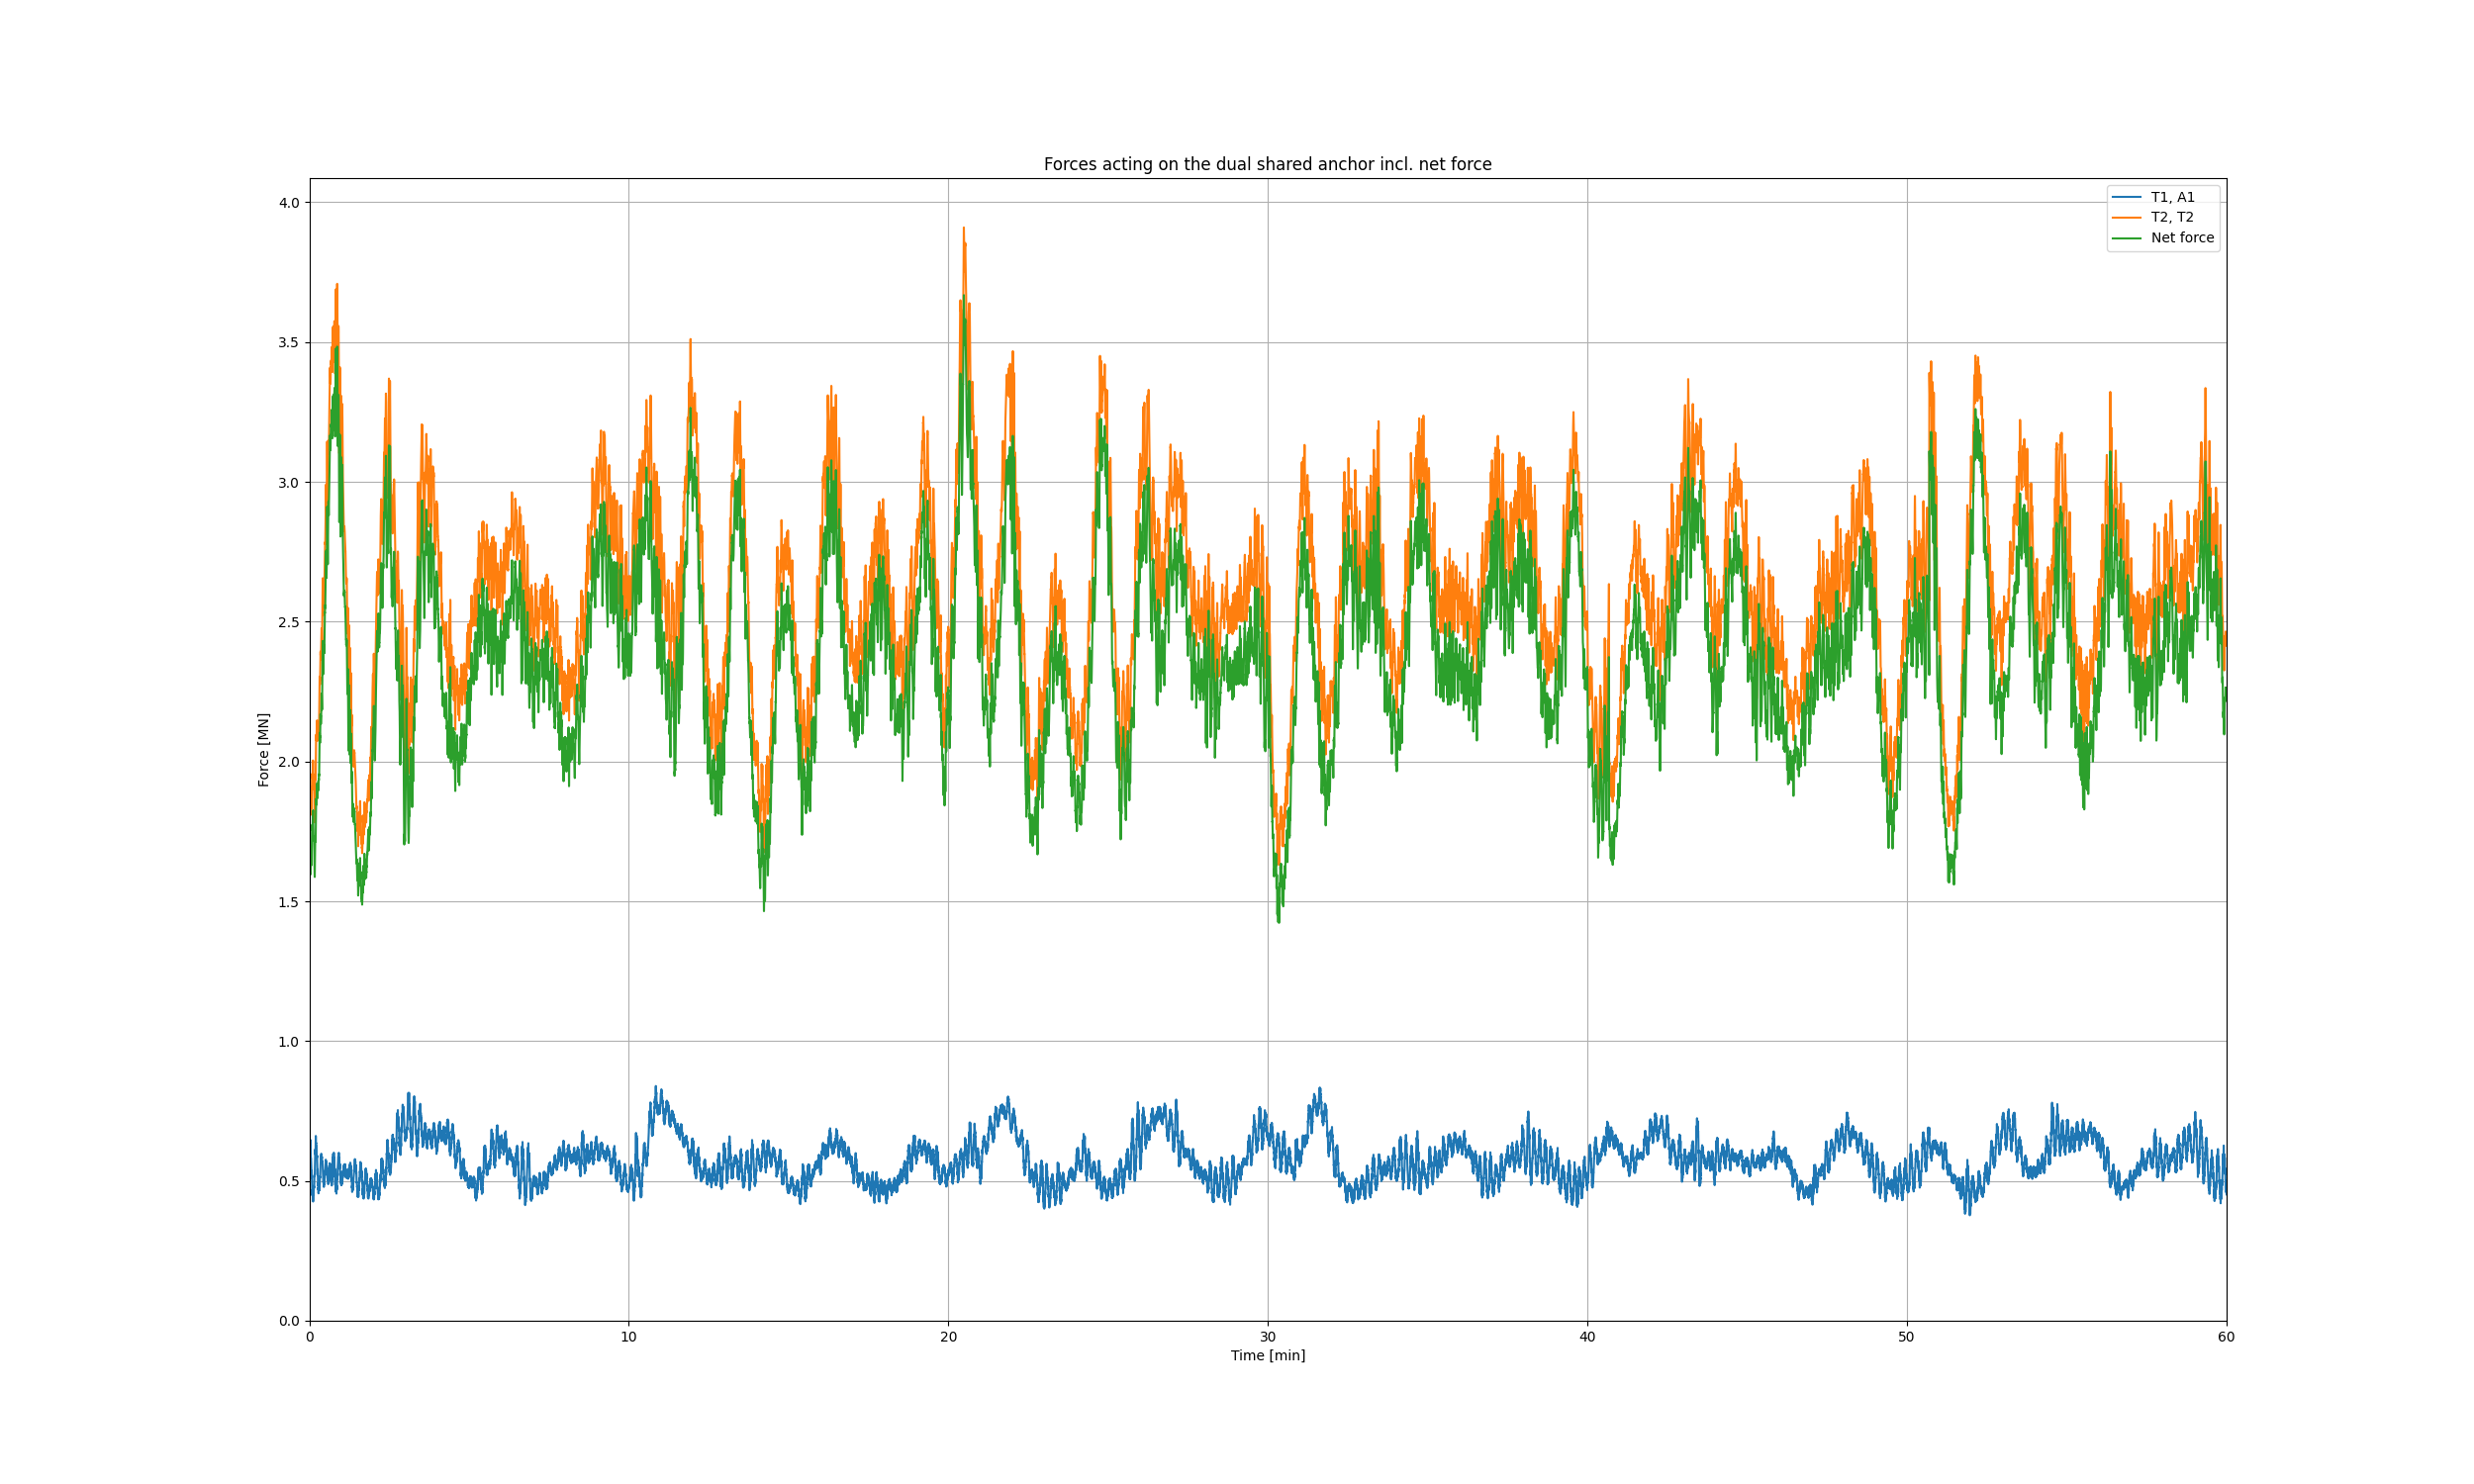 Forces acting on the dual shared anchor incl. net force
T1, A1
T2, T2
Net force
Force [MN]
4.0
3.5
3.0
2.5
2.0
1.5
1.0
0.5
0.0
0 10 20 30 40 50 60
Time [min]